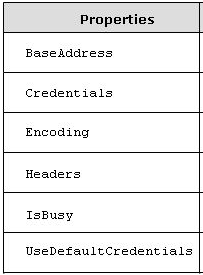 Properties
BaseAddress
Credentials
Encoding
Headers
IsBusy
UseDefaultCredentials